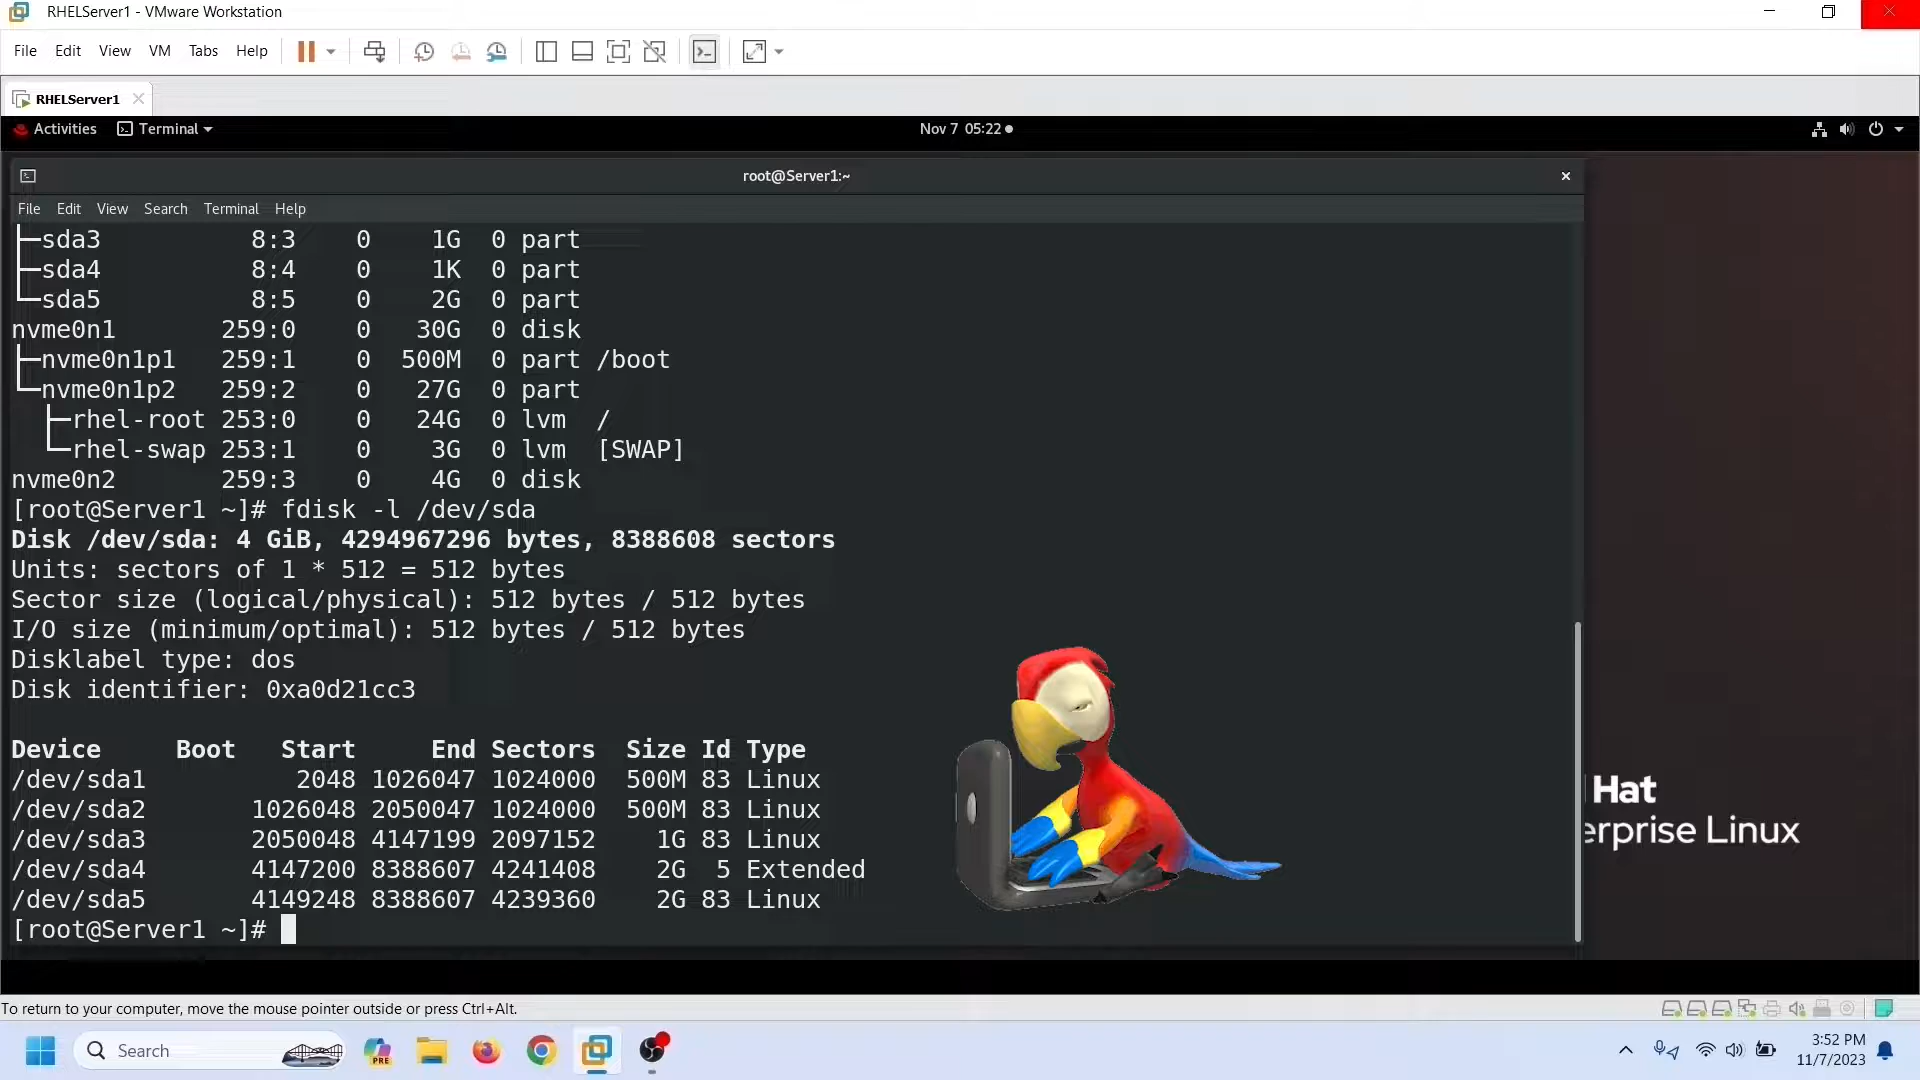 RHELServer1 - VMware Workstation
File Edit View VM Tabs Help
RHELServer1
Activities Terminal Nov 7 05:22
root@Server1:~
File Edit View Search Terminal Help
├─sda3 8:3 0 1G 0 part
├─sda4 8:4 0 1K 0 part
└─sda5 8:5 0 2G 0 part
nvme0n1 259:0 0 30G 0 disk
├─nvme0n1p1 259:1 0 500M 0 part /boot
└─nvme0n1p2 259:2 0 27G 0 part
├─rhel-root 253:0 0 24G 0 lvm /
└─rhel-swap 253:1 0 3G 0 lvm [SWAP]
nvme0n2 259:3 0 4G 0 disk
[root@Server1 ~]# fdisk -l /dev/sda
Disk /dev/sda: 4 GiB, 4294967296 bytes, 8388608 sectors
Units: sectors of 1 * 512 = 512 bytes
Sector size (logical/physical): 512 bytes / 512 bytes
I/O size (minimum/optimal): 512 bytes / 512 bytes
Disklabel type: dos
Disk identifier: 0xa0d21cc3
Device Boot Start End Sectors Size Id Type
/dev/sda1 2048 1026047 1024000 500M 83 Linux
/dev/sda2 1026048 2050047 1024000 500M 83 Linux
/dev/sda3 2050048 4147199 2097152 1G 83 Linux
/dev/sda4 4147200 8388607 4241408 2G 5 Extended
/dev/sda5 4149248 8388607 4239360 2G 83 Linux
[root@Server1 ~]#
Hat
erprise Linux
To return to your computer, move the mouse pointer outside or press Ctrl+Alt.
Search
PRE
3:52 PM
11/7/2023